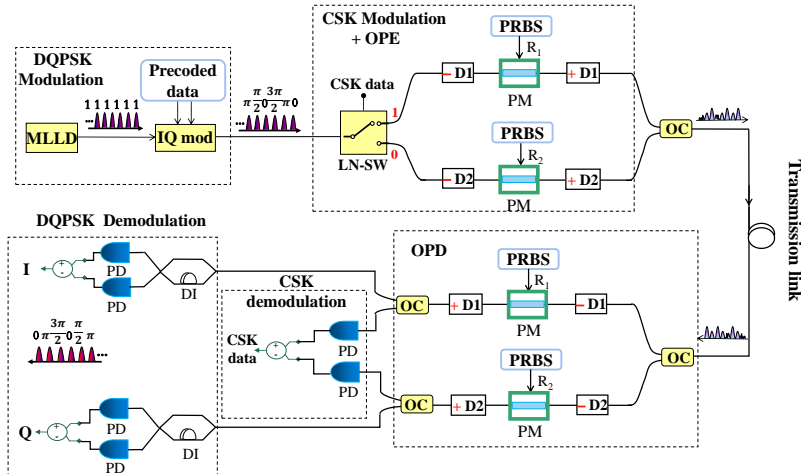 CSK Modulation
+ OPE
DQPSK
Modulation
Precoded
data
1 1 1 1 1 1
...
MLLD
IQ mod
π π/2 0 3π/2 π 0
...
CSK data
1
0
LN-SW
− D1
PRBS
R1
PM
+ D1
− D2
PRBS
R2
PM
+ D2
OC
Transmission link
DQPSK Demodulation
I
PD
PD
DI
0 π 3π/2 0 π/2 π
...
Q
PD
PD
DI
CSK
demodulation
CSK
data
PD
PD
OPD
OC
+ D1
PRBS
R1
PM
− D1
OC
+ D2
PRBS
R2
PM
− D2
OC